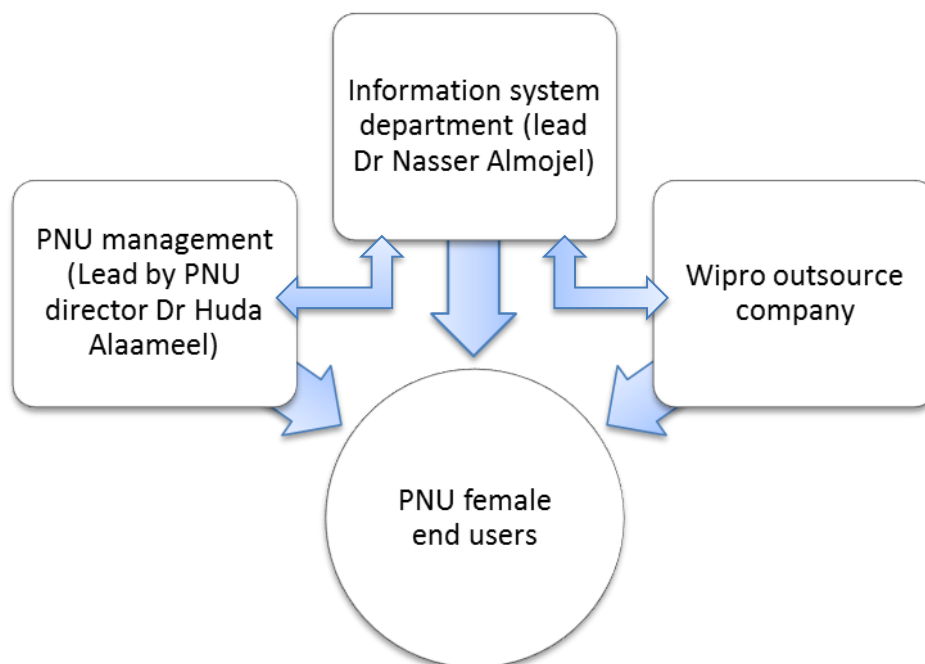 Information system
department (lead
Dr Nasser Almojel)
PNU management
(Lead by PNU
director Dr Huda
Alaameel)
Wipro outsource
company
PNU female
end users